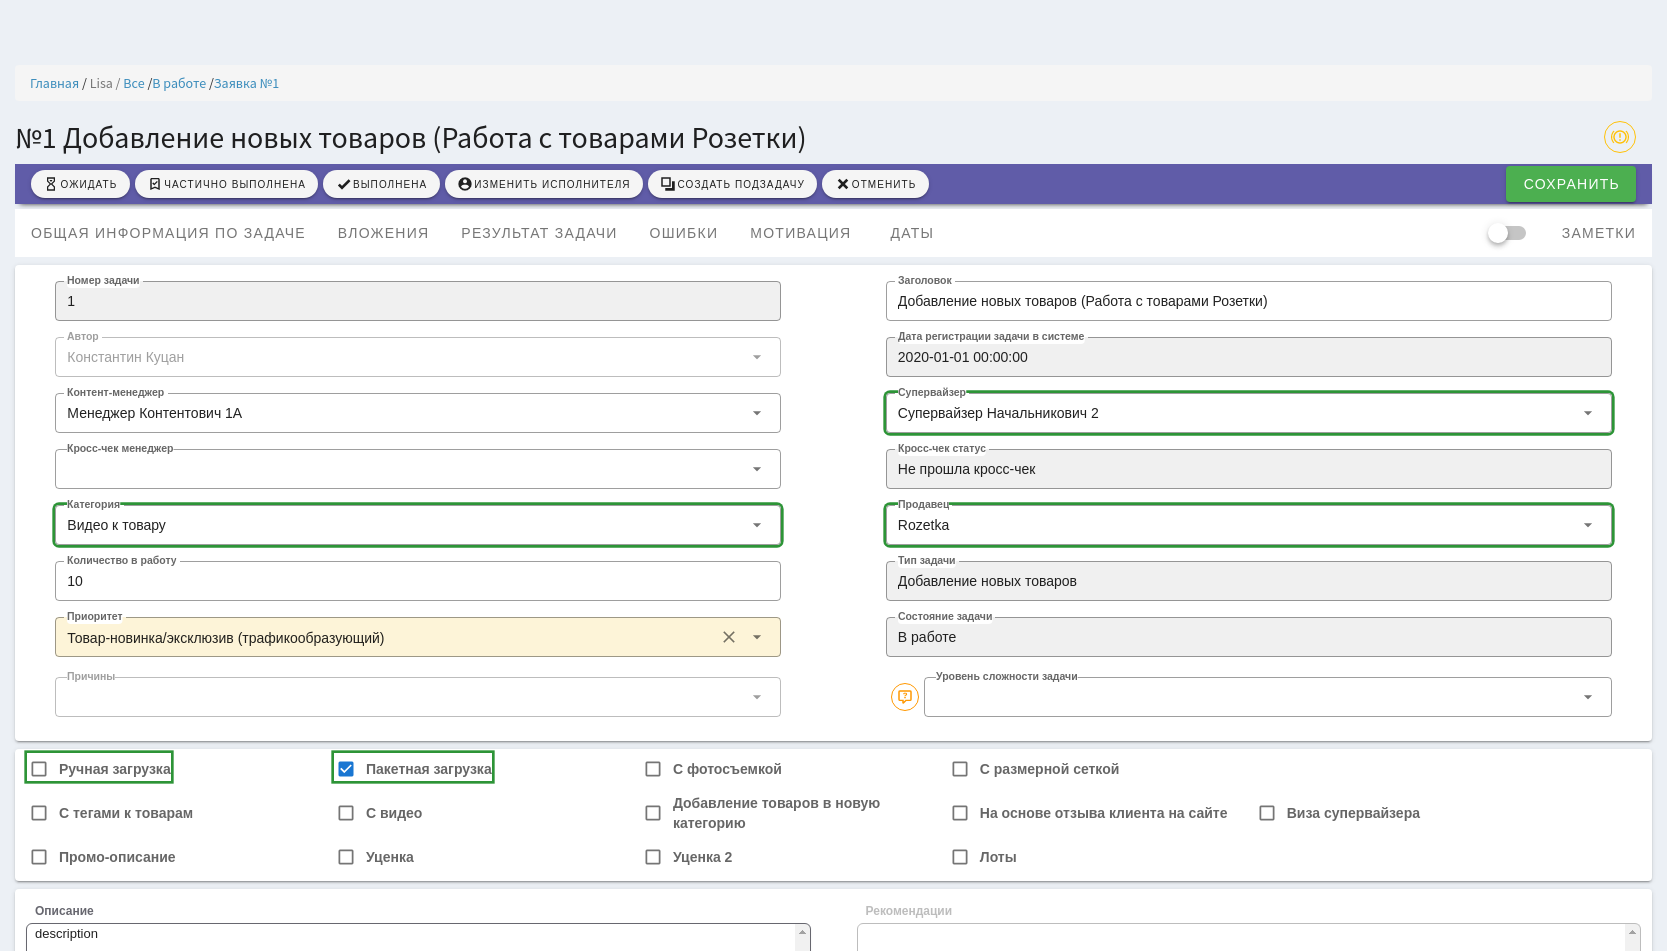 Главная / Lisa / Все /В работе /Заявка №1
№1 Добавление новых товаров (Работа с товарами Розетки)
ОЖИДАТЬ ЧАСТИЧНО ВЫПОЛНЕНА ВЫПОЛНЕНА ИЗМЕНИТЬ ИСПОЛНИТЕЛЯ СОЗДАТЬ ПОДЗАДАЧУ ОТМЕНИТЬ СОХРАНИТЬ
ОБЩАЯ ИНФОРМАЦИЯ ПО ЗАДАЧЕ ВЛОЖЕНИЯ РЕЗУЛЬТАТ ЗАДАЧИ ОШИБКИ МОТИВАЦИЯ ДАТЫ ЗАМЕТКИ
Номер задачи Заголовок
1 Добавление новых товаров (Работа с товарами Розетки)
Автор Дата регистрации задачи в системе
Константин Куцан 2020-01-01 00:00:00
Контент-менеджер Супервайзер
Менеджер Контентович 1А Супервайзер Начальникович 2
Кросс-чек менеджер Кросс-чек статус
Не прошла кросс-чек
Категория Продавец
Видео к товару Rozetka
Количество в работу Тип задачи
10 Добавление новых товаров
Приоритет Состояние задачи
Товар-новинка/эксклюзив (трафикообразующий) В работе
Причины Уровень сложности задачи
Ручная загрузка Пакетная загрузка С фотосъемкой С размерной сеткой
С тегами к товарам С видео Добавление товаров в новую категорию На основе отзыва клиента на сайте Виза супервайзера
Промо-описание Уценка Уценка 2 Лоты
Описание Рекомендации
description